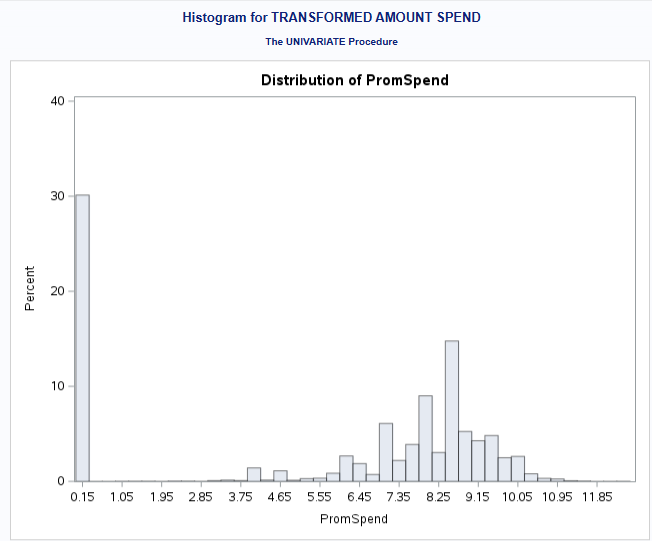 Histogram for TRANSFORMED AMOUNT SPEND
The UNIVARIATE Procedure
Distribution of PromSpend
40
30
20
10
0
Percent
0.15 1.05 1.95 2.85 3.75 4.65 5.55 6.45 7.35 8.25 9.15 10.05 10.95 11.85
PromSpend